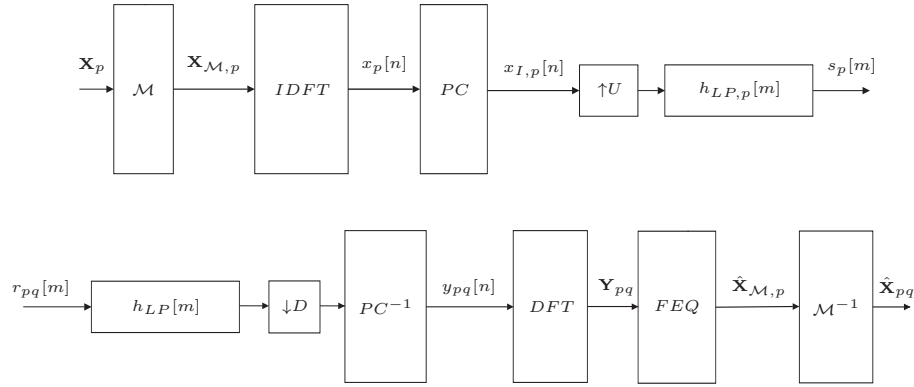 X_p
M
X_{M,p}
IDFT
x_p[n]
PC
x_{I,p}[n]
↑U
h_{LP,p}[m]
s_p[m]
r_{pq}[m]
h_{LP}[m]
↓D
PC^{-1}
y_{pq}[n]
DFT
Y_{pq}
FEQ
X̂_{M,p}
M^{-1}
X̂_{pq}